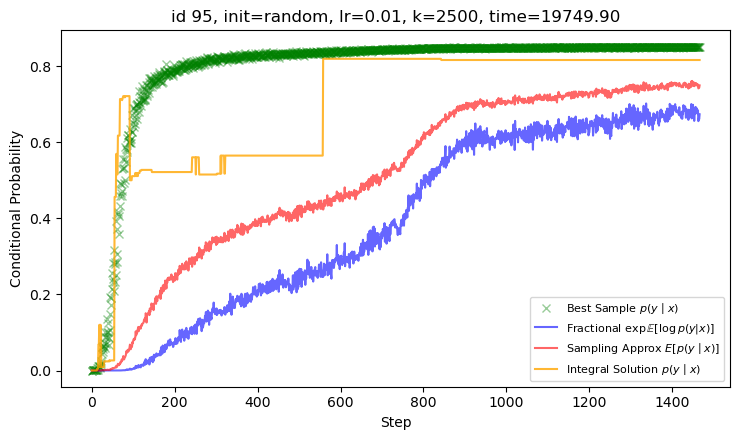 id 95, init=random, lr=0.01, k=2500, time=19749.90
Conditional Probability
0.8
0.6
0.4
0.2
0.0
0
200
400
600
800
1000
1200
1400
Step
Best Sample p(y | x)
Fractional exp 𝔼[log p(y|x)]
Sampling Approx E[p(y | x)]
Integral Solution p(y | x)